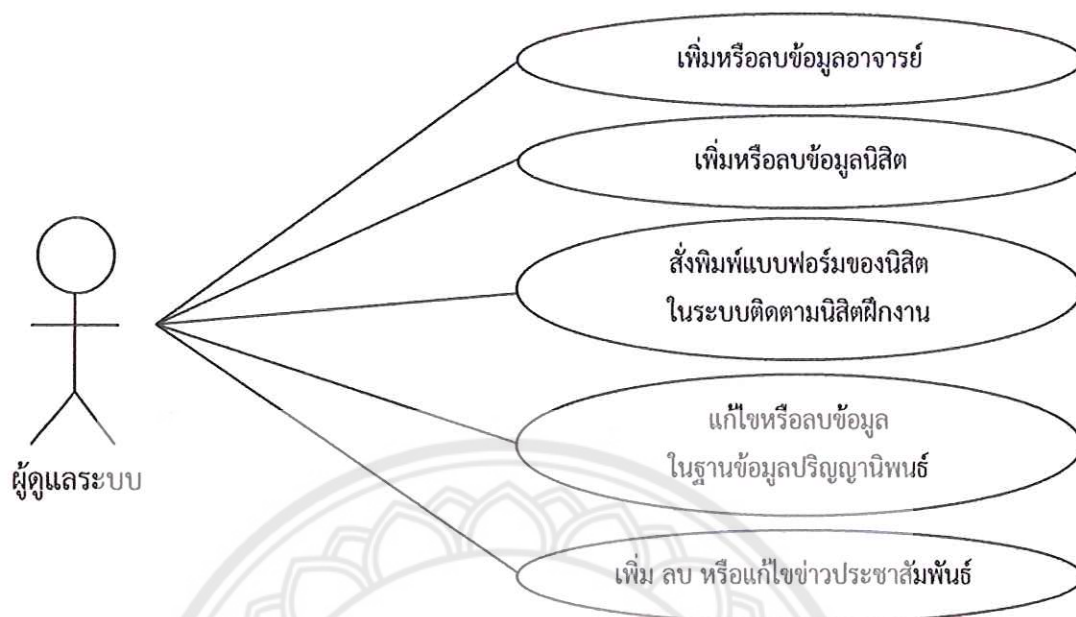 เพิ่มหรือลบข้อมูลอาจารย์
เพิ่มหรือลบข้อมูลนิสิต
สั่งพิมพ์แบบฟอร์มของนิสิต
ในระบบติดตามนิสิตฝึกงาน
แก้ไขหรือลบข้อมูล
ในฐานข้อมูลปริญญานิพนธ์
เพิ่ม ลบ หรือแก้ไขข่าวประชาสัมพันธ์
ผู้ดูแลระบบ